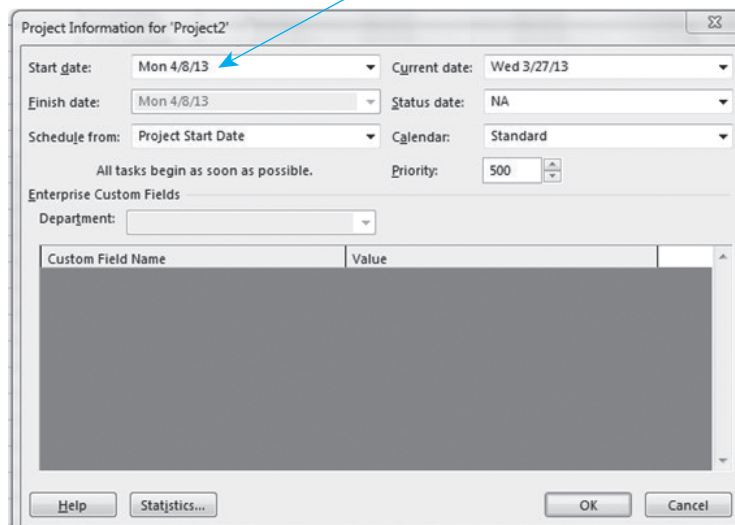 Project Information for 'Project2'
Start date: Mon 4/8/13 Current date: Wed 3/27/13
Finish date: Mon 4/8/13 Status date: NA
Schedule from: Project Start Date Calendar: Standard
All tasks begin as soon as possible. Priority: 500
Enterprise Custom Fields
Department:
Custom Field Name Value
Help Statistics... OK Cancel